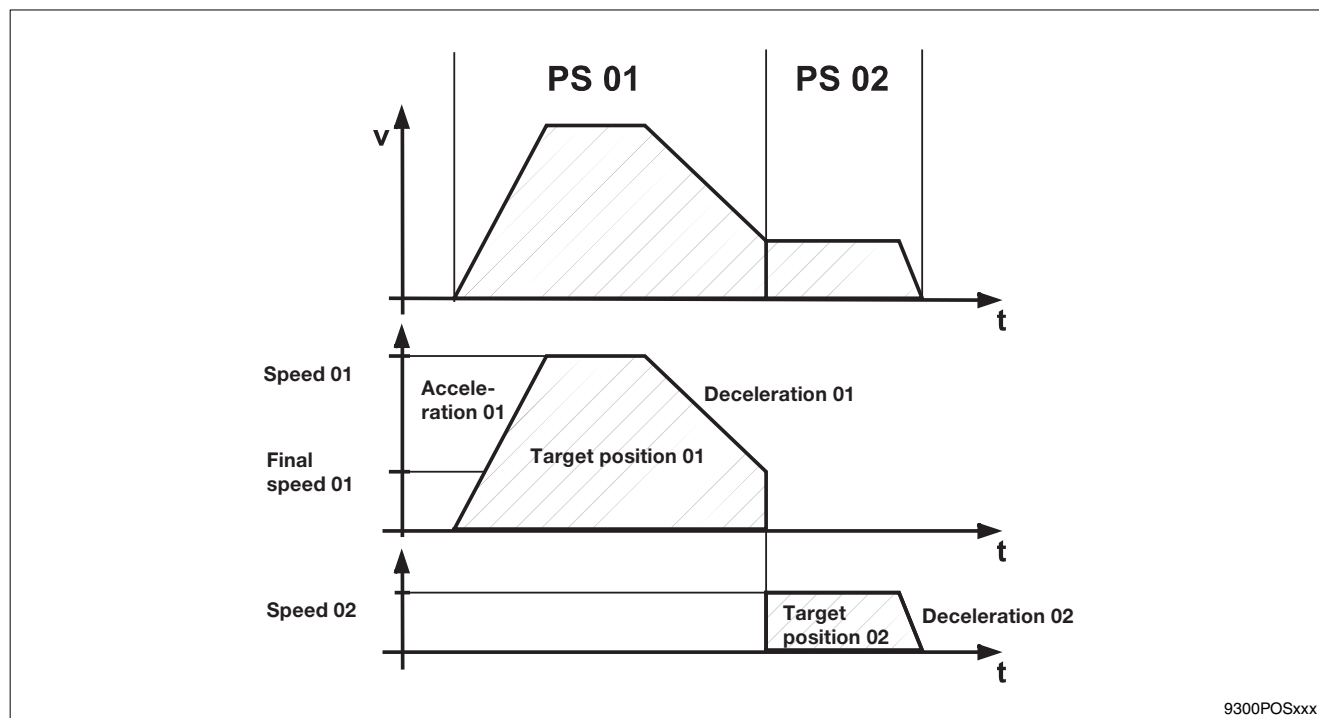 PS 01
PS 02
v
t
Speed 01
Accele-
ration 01
Deceleration 01
Target position 01
Final
speed 01
t
Speed 02
Target
position 02
Deceleration 02
t
9300POSxxx